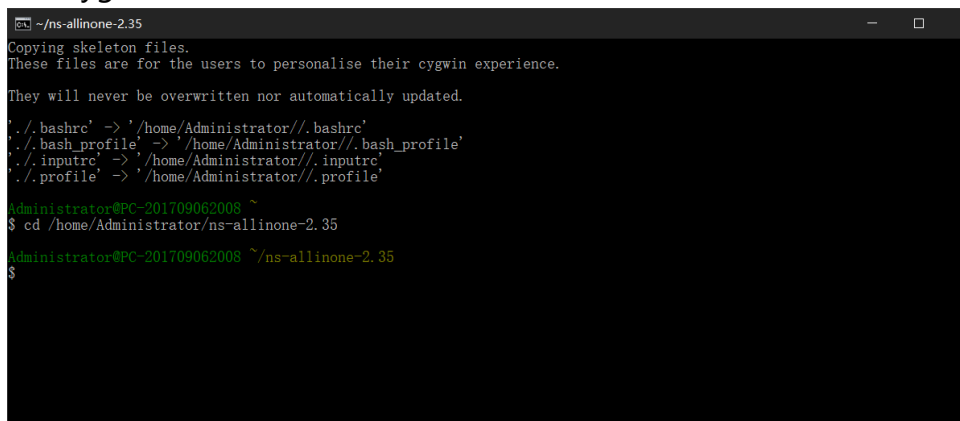 ~/ns-allinone-2.35
Copying skeleton files.
These files are for the users to personalise their cygwin experience.
They will never be overwritten nor automatically updated.
'./.bashrc' -> '/home/Administrator//.bashrc'
'./.bash_profile' -> '/home/Administrator//.bash_profile'
'./.inputrc' -> '/home/Administrator//.inputrc'
'./.profile' -> '/home/Administrator//.profile'
Administrator@PC-201709062008 ~
$ cd /home/Administrator/ns-allinone-2.35
Administrator@PC-201709062008 ~/ns-allinone-2.35
$